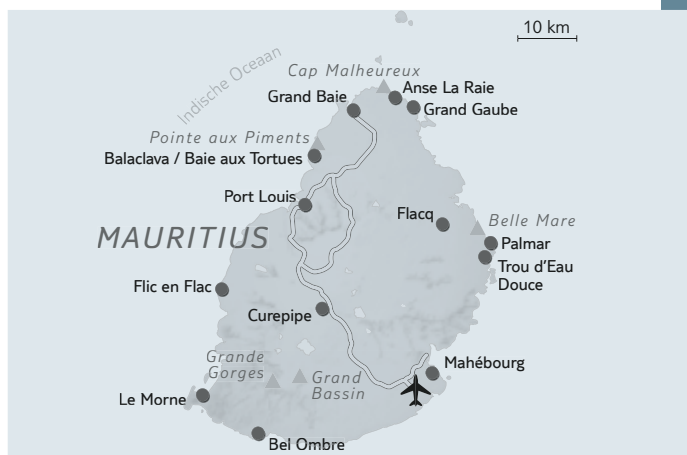 10 km
Indische Oceaan
Cap Malheureux
Anse La Raie
Grand Baie
Grand Gaube
Pointe aux Piments
Balaclava / Baie aux Tortues
Port Louis
Flacq
Belle Mare
MAURITIUS
Palmar
Trou d’Eau
Douce
Flic en Flac
Curepipe
Grande
Gorges
Mahébourg
Grand
Bassin
Le Morne
Bel Ombre